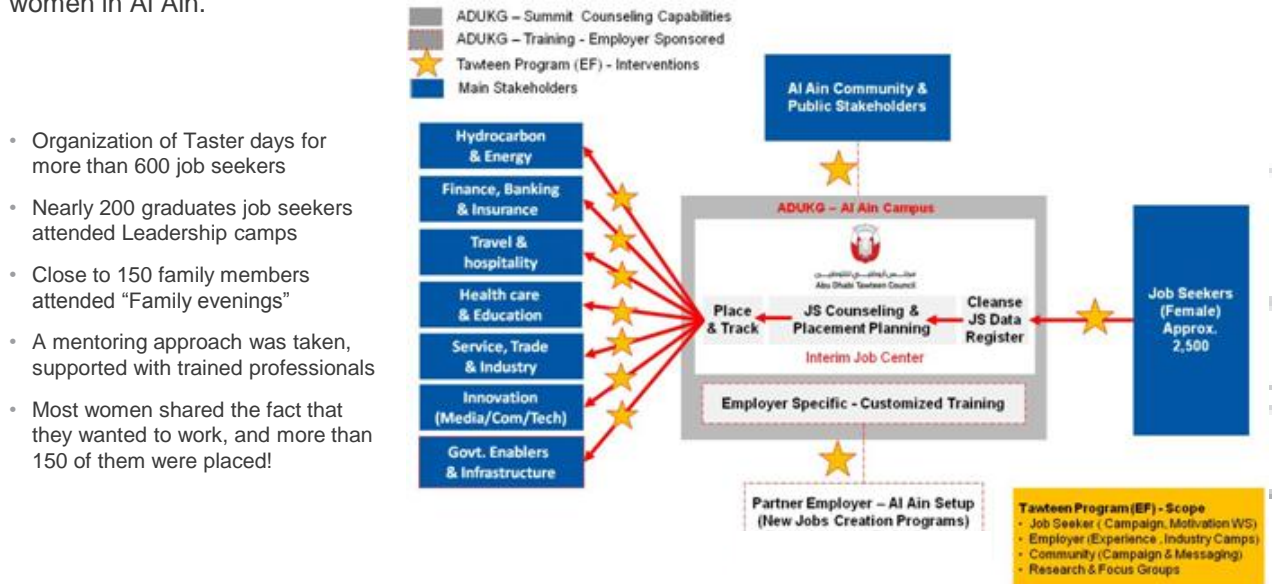 women in Al Ain.
• Organization of Taster days for
more than 600 job seekers
• Nearly 200 graduates job seekers
attended Leadership camps
• Close to 150 family members
attended “Family evenings”
• A mentoring approach was taken,
supported with trained professionals
• Most women shared the fact that
they wanted to work, and more than
150 of them were placed!
ADUKG – Summit Counseling Capabilities
ADUKG – Training - Employer Sponsored
Tawteen Program (EF) - Interventions
Main Stakeholders
Al Ain Community &
Public Stakeholders
Hydrocarbon
& Energy
Finance, Banking
& Insurance
Travel &
hospitality
Health care
& Education
Service, Trade
& Industry
Innovation
(Media/Com/Tech)
Govt. Enablers
& Infrastructure
ADUKG – Al Ain Campus
مجلس أبوظبي للتوطين
Abu Dhabi Tawteen Council
Place
& Track
JS Counseling &
Placement Planning
Cleanse
JS Data
Register
Interim Job Center
Employer Specific - Customized Training
Job Seekers
(Female)
Approx.
2,500
Partner Employer – Al Ain Setup
(New Jobs Creation Programs)
Tawteen Program (EF) - Scope
• Job Seeker ( Campaign, Motivation WS)
• Employer (Experience , Industry Camps)
• Community (Campaign & Messaging)
• Research & Focus Groups